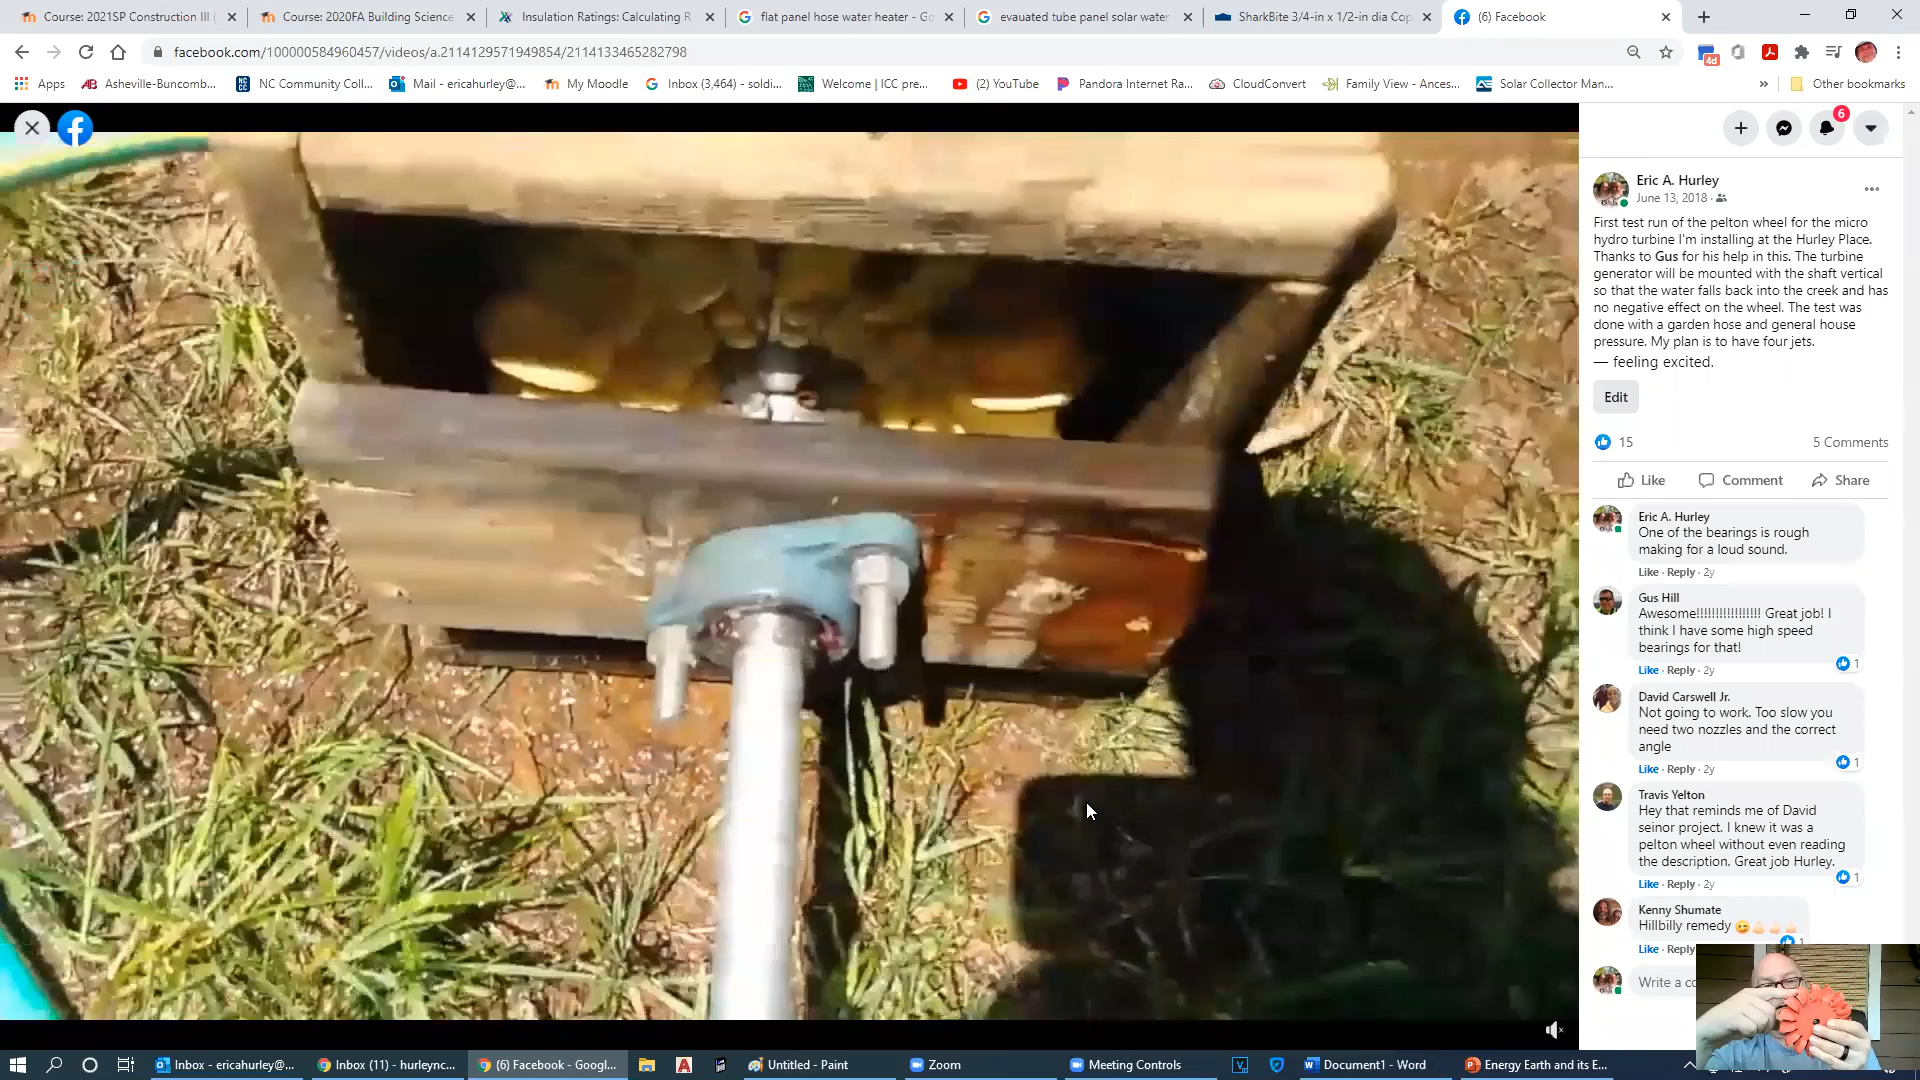 Course: 2021SP Construction III
Course: 2020FA Building Science
Insulation Ratings: Calculating R
flat panel hose water heater - Go
evauated tube panel solar water
SharkBite 3/4-in x 1/2-in dia Cop
(6) Facebook
facebook.com/100000584960457/videos/a.2114129571949854/2114133465282798
4d
Apps
Asheville-Buncomb...
NC Community Coll...
Mail - ericahurley@...
My Moodle
Inbox (3,464) - soldi...
Welcome | ICC pre...
(2) YouTube
Pandora Internet Ra...
CloudConvert
Family View - Ances...
Solar Collector Man...
»
Other bookmarks
6
Eric A. Hurley
June 13, 2018 ·
First test run of the pelton wheel for the micro
hydro turbine I'm installing at the Hurley Place.
Thanks to Gus for his help in this. The turbine
generator will be mounted with the shaft vertical
so that the water falls back into the creek and has
no negative effect on the wheel. The test was
done with a garden hose and general house
pressure. My plan is to have four jets.
— feeling excited.
Edit
15
5 Comments
Like
Comment
Share
Eric A. Hurley
One of the bearings is rough
making for a loud sound.
Like · Reply · 2y
Gus Hill
Awesome!!!!!!!!!!!!!!!!! Great job! I
think I have some high speed
bearings for that!
1
Like · Reply · 2y
David Carswell Jr.
Not going to work. Too slow you
need two nozzles and the correct
angle
1
Like · Reply · 2y
Travis Yelton
Hey that reminds me of David
seinor project. I knew it was a
pelton wheel without even reading
the description. Great job Hurley.
1
Like · Reply · 2y
Kenny Shumate
Hillbilly remedy 😊👍🏻👍🏻👍🏻
1
Like · Reply
Write a co
Inbox - ericahurley@...
Inbox (11) - hurleync...
(6) Facebook - Googl...
Untitled - Paint
Zoom
Meeting Controls
Document1 - Word
Energy Earth and its E...